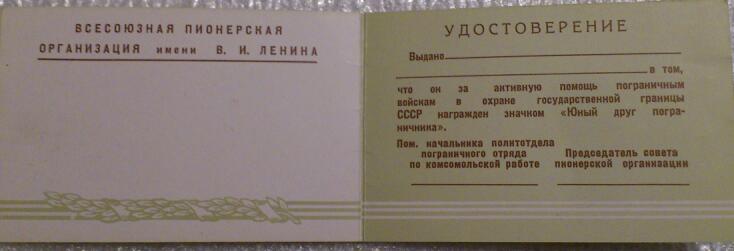 ВСЕСОЮЗНАЯ ПИОНЕРСКАЯ
ОРГАНИЗАЦИЯ имени В. И. ЛЕНИНА
УДОСТОВЕРЕНИЕ
Выдано
в том,
что он за активную помощь пограничным
войскам в охране государственной границы
СССР награжден значком «Юный друг погра-
ничника».
Пом. начальника политотдела
пограничного отряда
по комсомольской работе
Председатель совета
пионерской организации